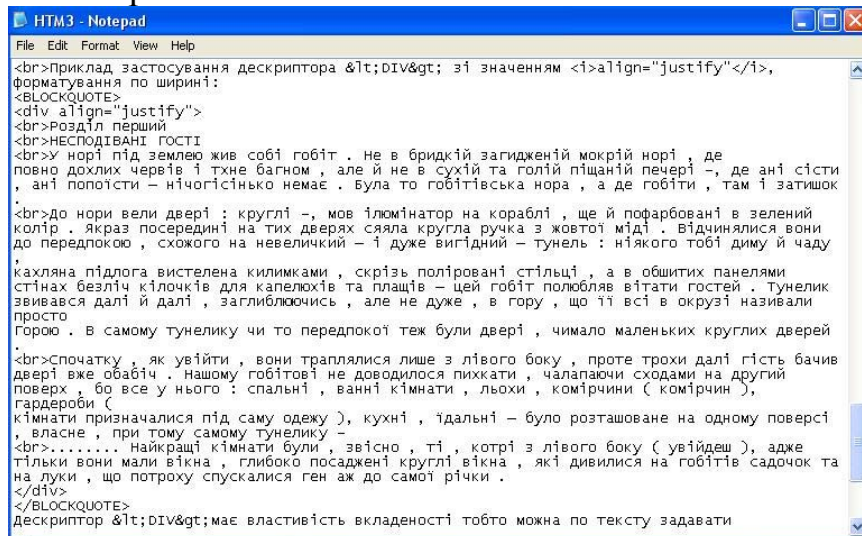 HTM3 - Notepad
File Edit Format View Help
<br>Приклад застосування дескриптора &lt;DIV&gt; зі значенням <i>align="justify"</i>,
форматування по ширині:
<BLOCKQUOTE>
<div align="justify">
<br>Розділ перший
<br>НЕСПОДІВАНІ ГОСТІ
<br>У норі під землею жив собі гобіт . Не в бридкій загидженій мокрій норі , де
повно дохлих червів і тхне багном , але й не в сухій та голій піщаній печері –, де ані сісти
, ані попоїсти – нічогісінько немає . Була то гобітівська нора , а де гобіти , там і затишок
.
<br>До нори вели двері : круглі –, мов ілюмінатор на кораблі , ще й пофарбовані в зелений
колір . Якраз посередині на тих дверях сяяла кругла ручка з жовтої міді . Відчинялися вони
до передпокою , схожого на невеличкий – і дуже вигідний – тунель : ніякого тобі диму й чаду
,
кахляна підлога вистелена килимками , скрізь поліровані стільці , а в обшитих панелями
стінах безліч кілочків для капелюхів та плащів – цей гобіт полюбляв вітати гостей . Тунелик
звивався далі й далі , заглиблюючись , але не дуже , в гору , що її всі в окрузі називали
просто
Горою . В самому тунелику чи то передпокої теж були двері , чимало маленьких круглих дверей
.
<br>Спочатку , як увійти , вони траплялися лише з лівого боку , проте трохи далі гість бачив
двері вже обабіч . Нашому гобітові не доводилося пихкати , чалапаючи сходами на другий
поверх , бо все у нього : спальні , ванні кімнати , льохи , комірчини ( комірчин ),
гардероби (
кімнати призначалися під саму одежу ), кухні , їдальні – було розташоване на одному поверсі
, власне , при тому самому тунелику –
<br>........ Найкращі кімнати були , звісно , ті , котрі з лівого боку ( увійдеш ), адже
тільки вони мали вікна , глибоко посаджені круглі вікна , які дивилися на гобітів садочок та
на луки , що потроху спускалися ген аж до самої річки .
</div>
</BLOCKQUOTE>
Дескриптор &lt;DIV&gt;має властивість вкладеності тобто можна по тексту задавати